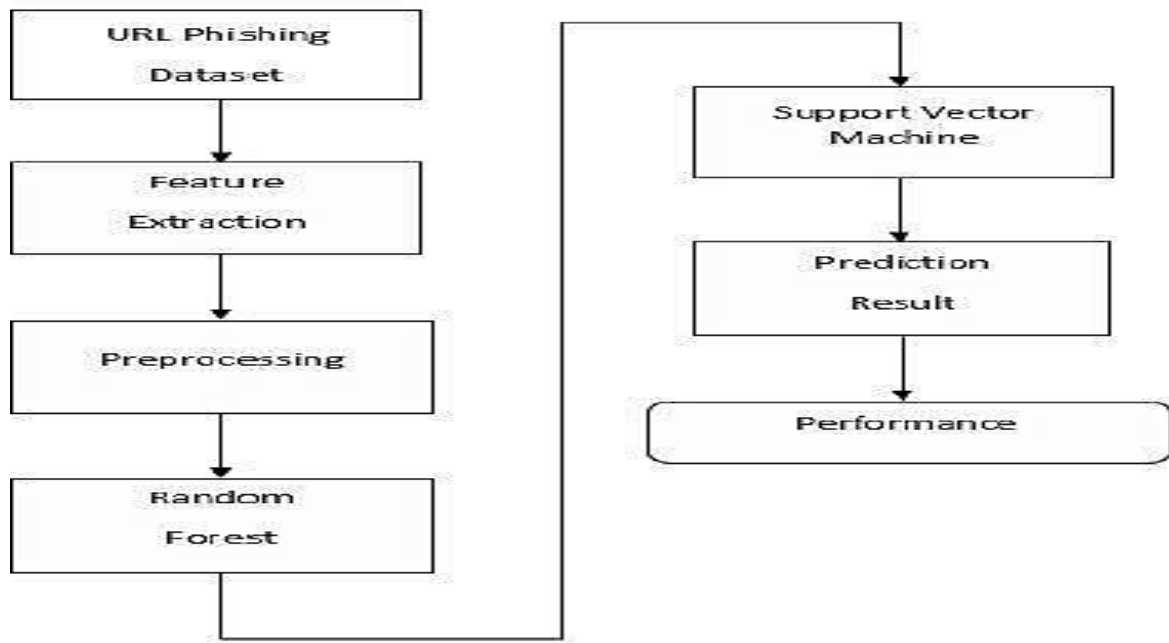 URL Phishing
Dataset
Feature
Extraction
Preprocessing
Random
Forest
Support Vector
Machine
Prediction
Result
Performance